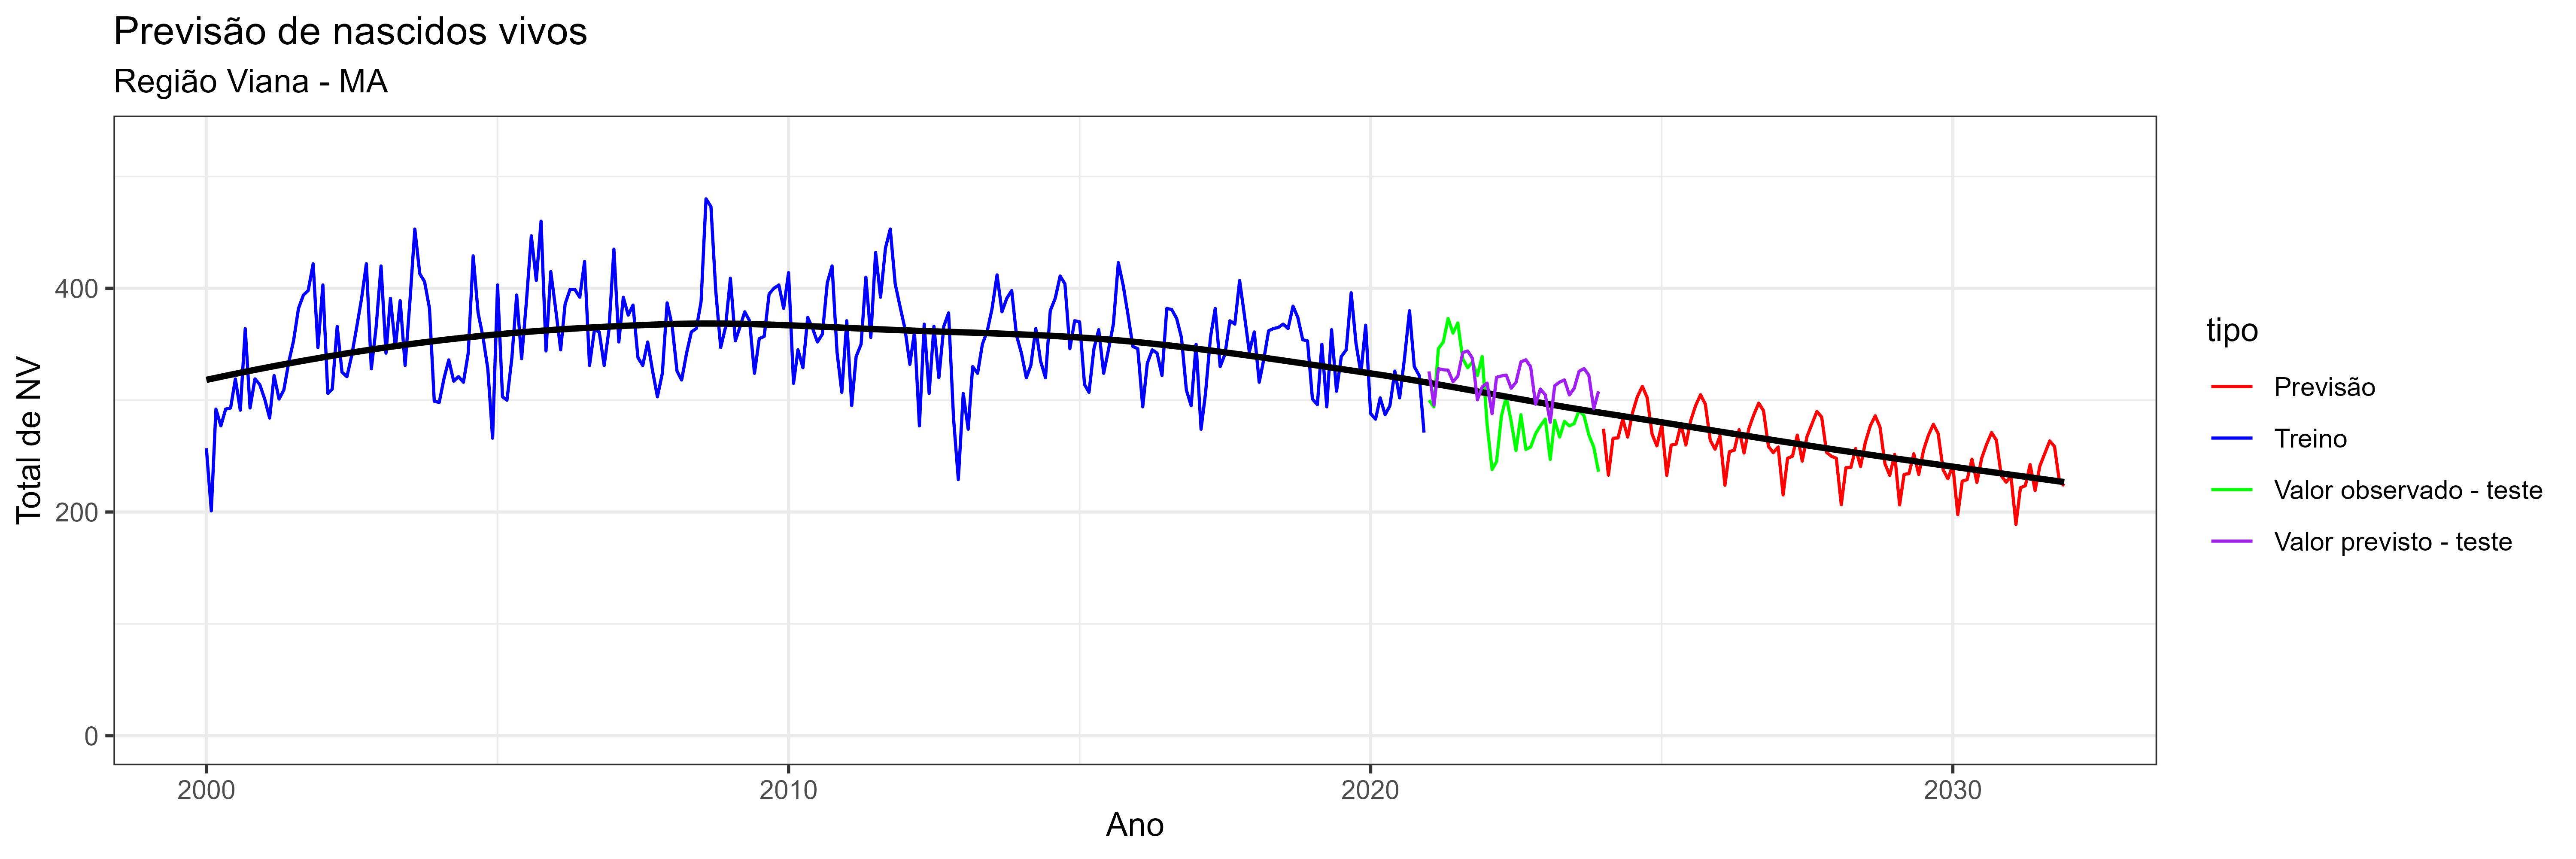 Previsão de nascidos vivos
Região Viana - MA
Total de NV
400
200
0
2000
2010
2020
2030
Ano
tipo
Previsão
Treino
Valor observado - teste
Valor previsto - teste